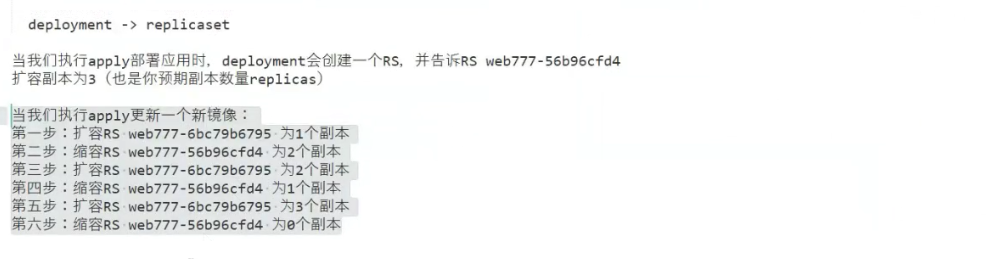 deployment -> replicaset
当我们执行apply部署应用时，deployment会创建一个RS，并告诉RS web777-56b96cfd4
扩容副本为3（也是你预期副本数量replicas）
当我们执行apply更新一个新镜像：
第一步：扩容RS web777-6bc79b6795 为1个副本
第二步：缩容RS web777-56b96cfd4 为2个副本
第三步：扩容RS web777-6bc79b6795 为2个副本
第四步：缩容RS web777-56b96cfd4 为1个副本
第五步：扩容RS web777-6bc79b6795 为3个副本
第六步：缩容RS web777-56b96cfd4 为0个副本